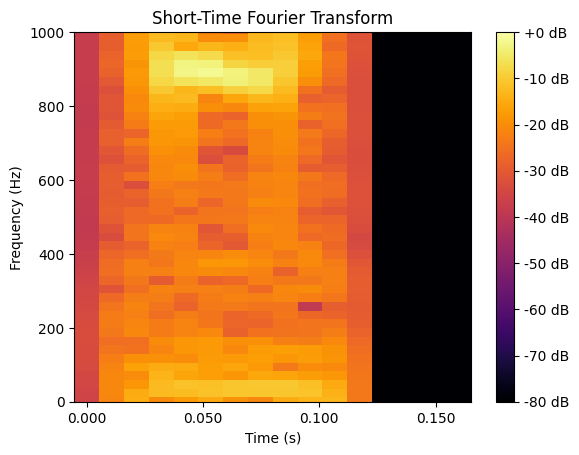 Short-Time Fourier Transform
1000
800
600
400
200
0
Frequency (Hz)
0.000
0.050
0.100
0.150
Time (s)
+0 dB
-10 dB
-20 dB
-30 dB
-40 dB
-50 dB
-60 dB
-70 dB
-80 dB